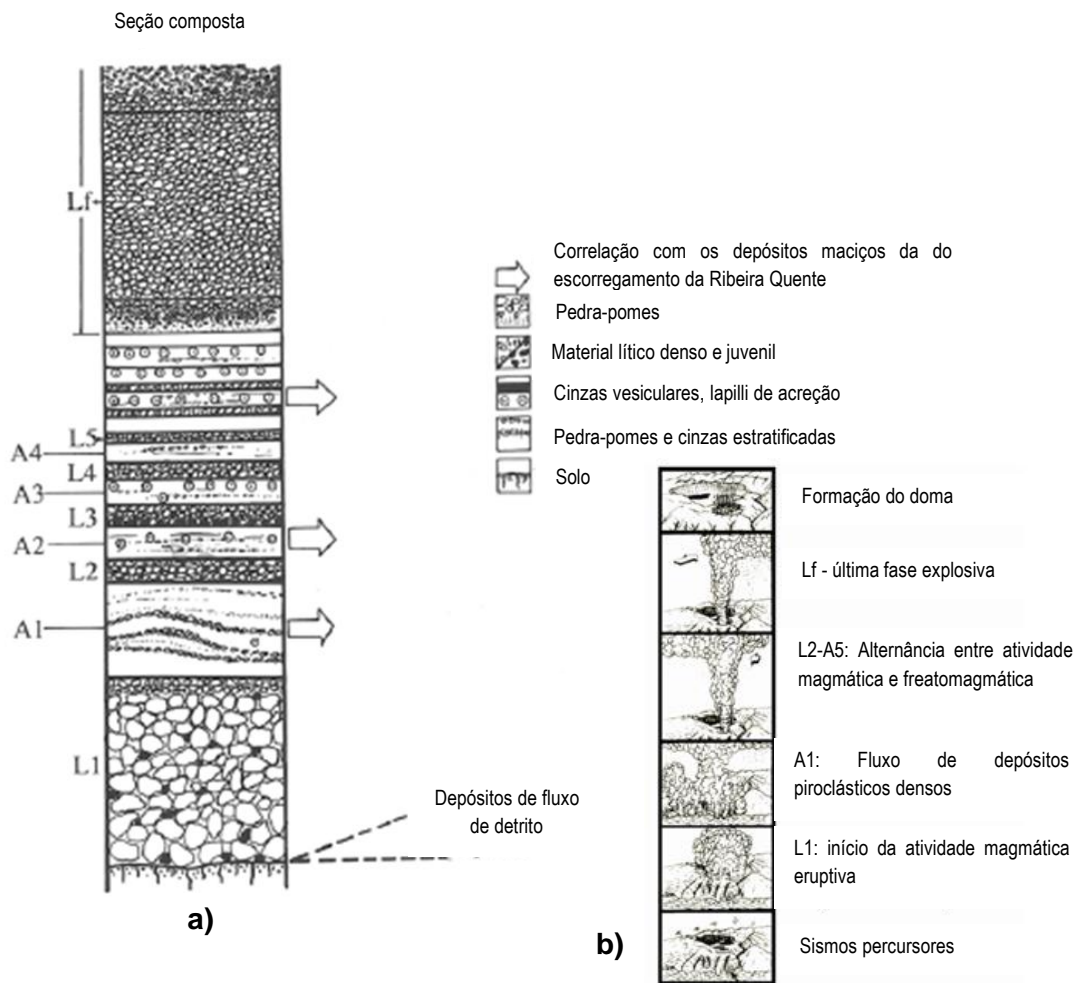 Seção composta
Lf
L5
A4
L4
A3
L3
A2
L2
A1
L1
Depósitos de fluxo
de detrito
a)
Correlação com os depósitos maciços da do
escorregamento da Ribeira Quente
Pedra-pomes
Material lítico denso e juvenil
Cinzas vesiculares, lapilli de acreção
Pedra-pomes e cinzas estratificadas
Solo
Formação do doma
Lf - última fase explosiva
L2-A5: Alternância entre atividade
magmática e freatomagmática
A1: Fluxo de depósitos
piroclásticos densos
L1: início da atividade magmática
eruptiva
Sismos percursores
b)